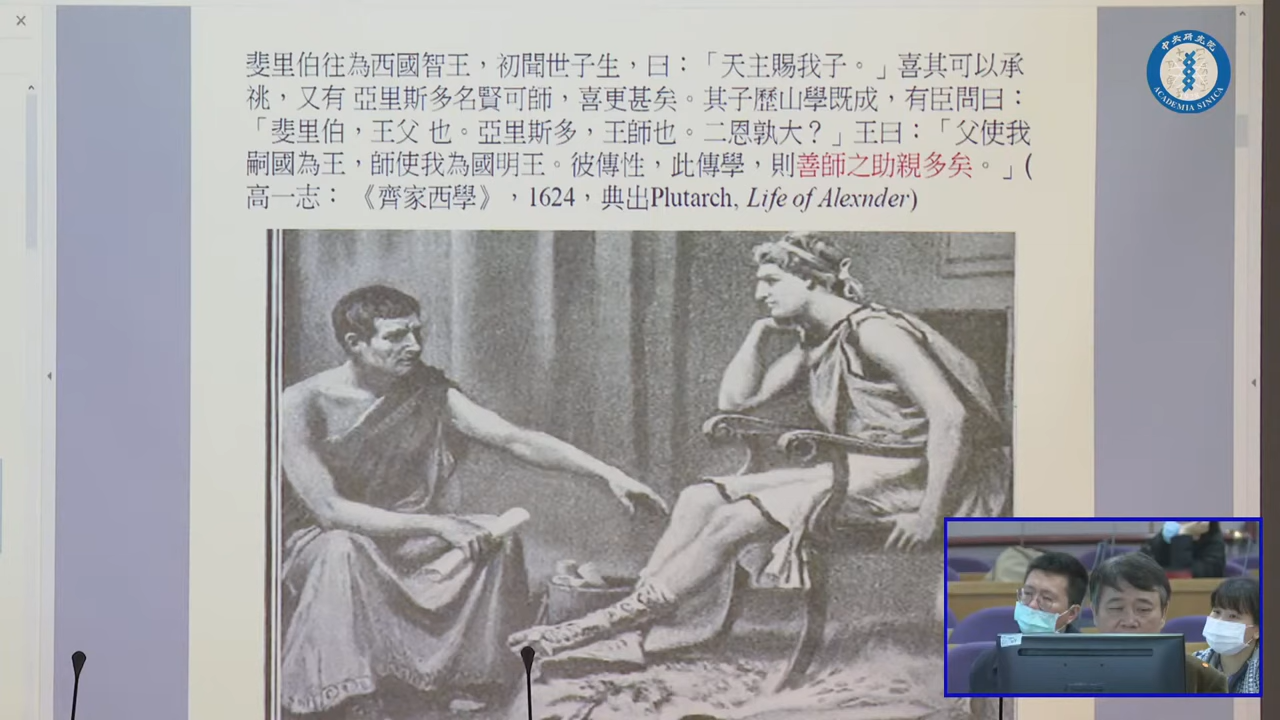 斐里伯往為西國智王，初聞世子生，曰：「天主賜我子。」喜其可以承
祧，又有 亞里斯多名賢可師，喜更甚矣。其子歷山學既成，有臣問曰：
「斐里伯，王父 也。亞里斯多，王師也。二恩孰大？」王曰：「父使我
嗣國為王，師使我為國明王。彼傳性，此傳學，則善師之助親多矣。」(
高一志： 《齊家西學》，1624，典出Plutarch, Life of Alexnder)
中央研究院
ACADEMIA SINICA